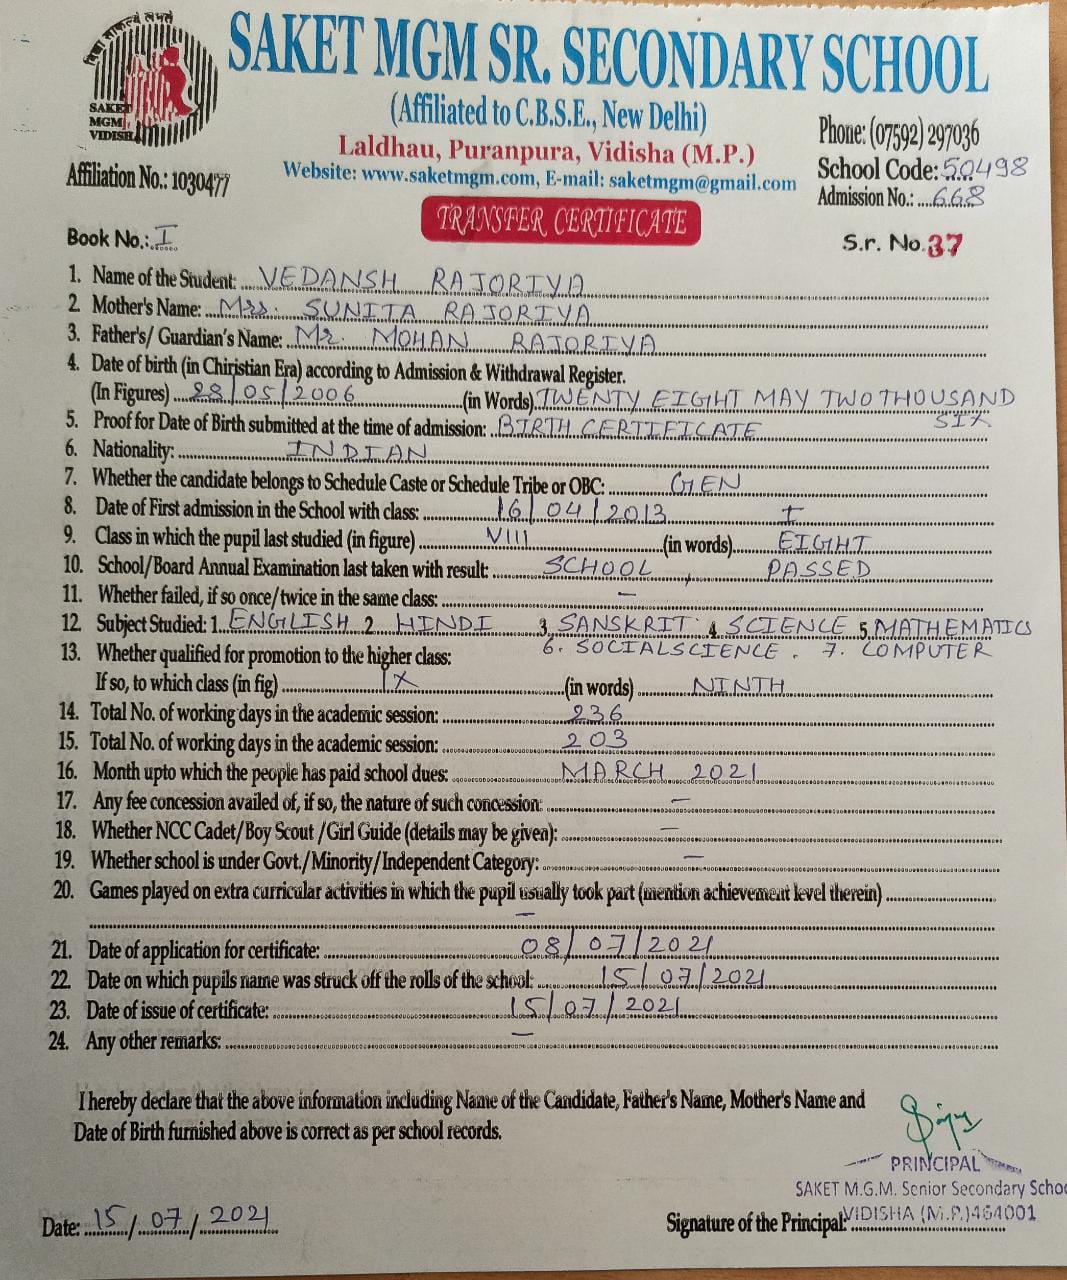 विद्या
SAKET
MGM
VIDISHA
SAKET MGM SR. SECONDARY SCHOOL
(Affiliated to C.B.S.E., New Delhi)
Laldhau, Puranpura, Vidisha (M.P.)
Website: www.saketmgm.com, E-mail: saketmgm@gmail.com
Phone: (07592) 297036
School Code: 50498
Admission No.: 668
Affiliation No.: 1030477
TRANSFER CERTIFICATE
Book No.: I
S.r. No. 37
1. Name of the Student: VEDANSH RAJORIYA
2. Mother's Name: Mrs. SUNITA RAJORIYA
3. Father's/ Guardian's Name: Mr. MOHAN RAJORIYA
4. Date of birth (in Chiristian Era) according to Admission & Withdrawal Register.
(In Figures) 28/05/2006 (in Words) TWENTY EIGHT MAY TWO THOUSAND
SIX
5. Proof for Date of Birth submitted at the time of admission: BIRTH CERTIFICATE
6. Nationality: INDIAN
7. Whether the candidate belongs to Schedule Caste or Schedule Tribe or OBC: GEN
8. Date of First admission in the School with class: 16/04/2013 I
9. Class in which the pupil last studied (in figure) VIII (in words) EIGHT
10. School/Board Annual Examination last taken with result: SCHOOL, PASSED
11. Whether failed, if so once/twice in the same class: –
12. Subject Studied: 1. ENGLISH 2 HINDI 3. SANSKRIT 4. SCIENCE 5. MATHEMATICS
6. SOCIALSCIENCE. 7. COMPUTER
13. Whether qualified for promotion to the higher class:
If so, to which class (in fig) IX (in words) NINTH
14. Total No. of working days in the academic session: 236
15. Total No. of working days in the academic session: 203
16. Month upto which the people has paid school dues: MARCH 2021
17. Any fee concession availed of, if so, the nature of such concession: –
18. Whether NCC Cadet/Boy Scout /Girl Guide (details may be given): –
19. Whether school is under Govt./Minority/Independent Category: –
20. Games played on extra curricular activities in which the pupil usually took part (mention achievement level therein)
–
21. Date of application for certificate: 08/07/2021
22. Date on which pupils name was struck off the rolls of the school: 15/07/2021
23. Date of issue of certificate: 15/07/2021
24. Any other remarks: –
I hereby declare that the above information including Name of the Candidate, Father's Name, Mother's Name and
Date of Birth furnished above is correct as per school records.
PRINCIPAL
SAKET M.G.M. Senior Secondary Schoo
VIDISHA (M.P.)464001
Date: 15/07/2021
Signature of the Principal: